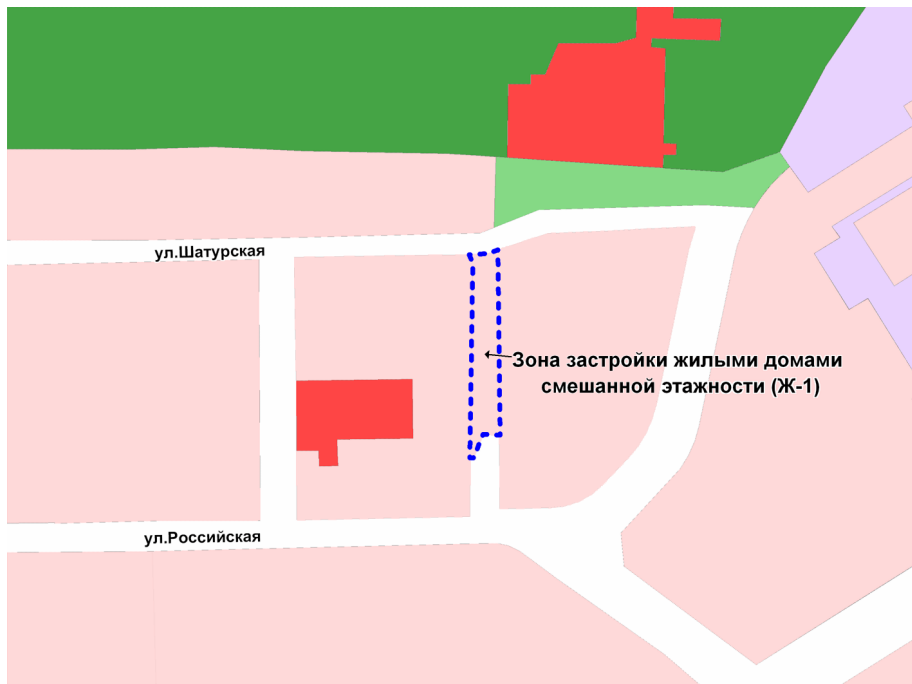 ул.Шатурская
Зона застройки жилыми домами
смешанной этажности (Ж-1)
ул.Российская